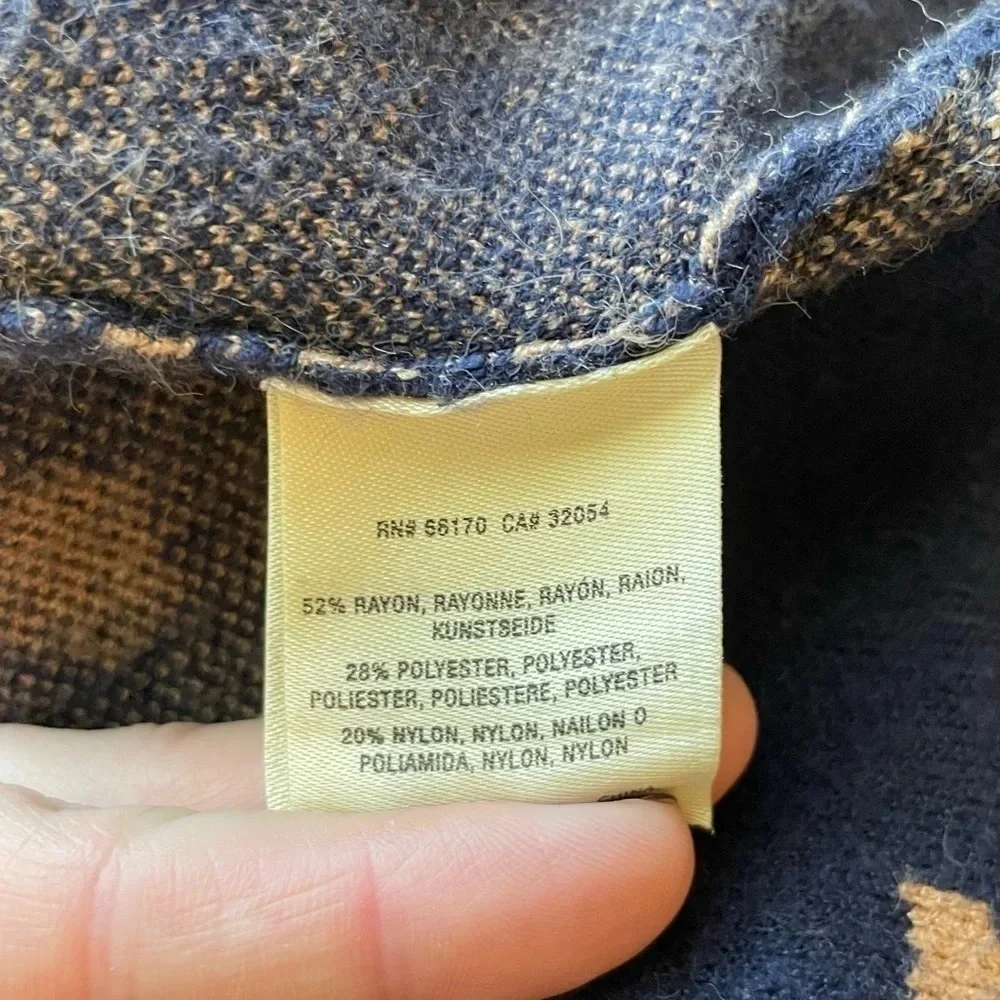 RN# 56170 CA# 32054
52% RAYON, RAYONNE, RAYÓN, RAION,
KUNSTSEIDE
28% POLYESTER, POLYESTER,
POLIESTER, POLIESTERE, POLYESTER
20% NYLON, NYLON, NAILON O
POLIAMIDA, NYLON, NYLON